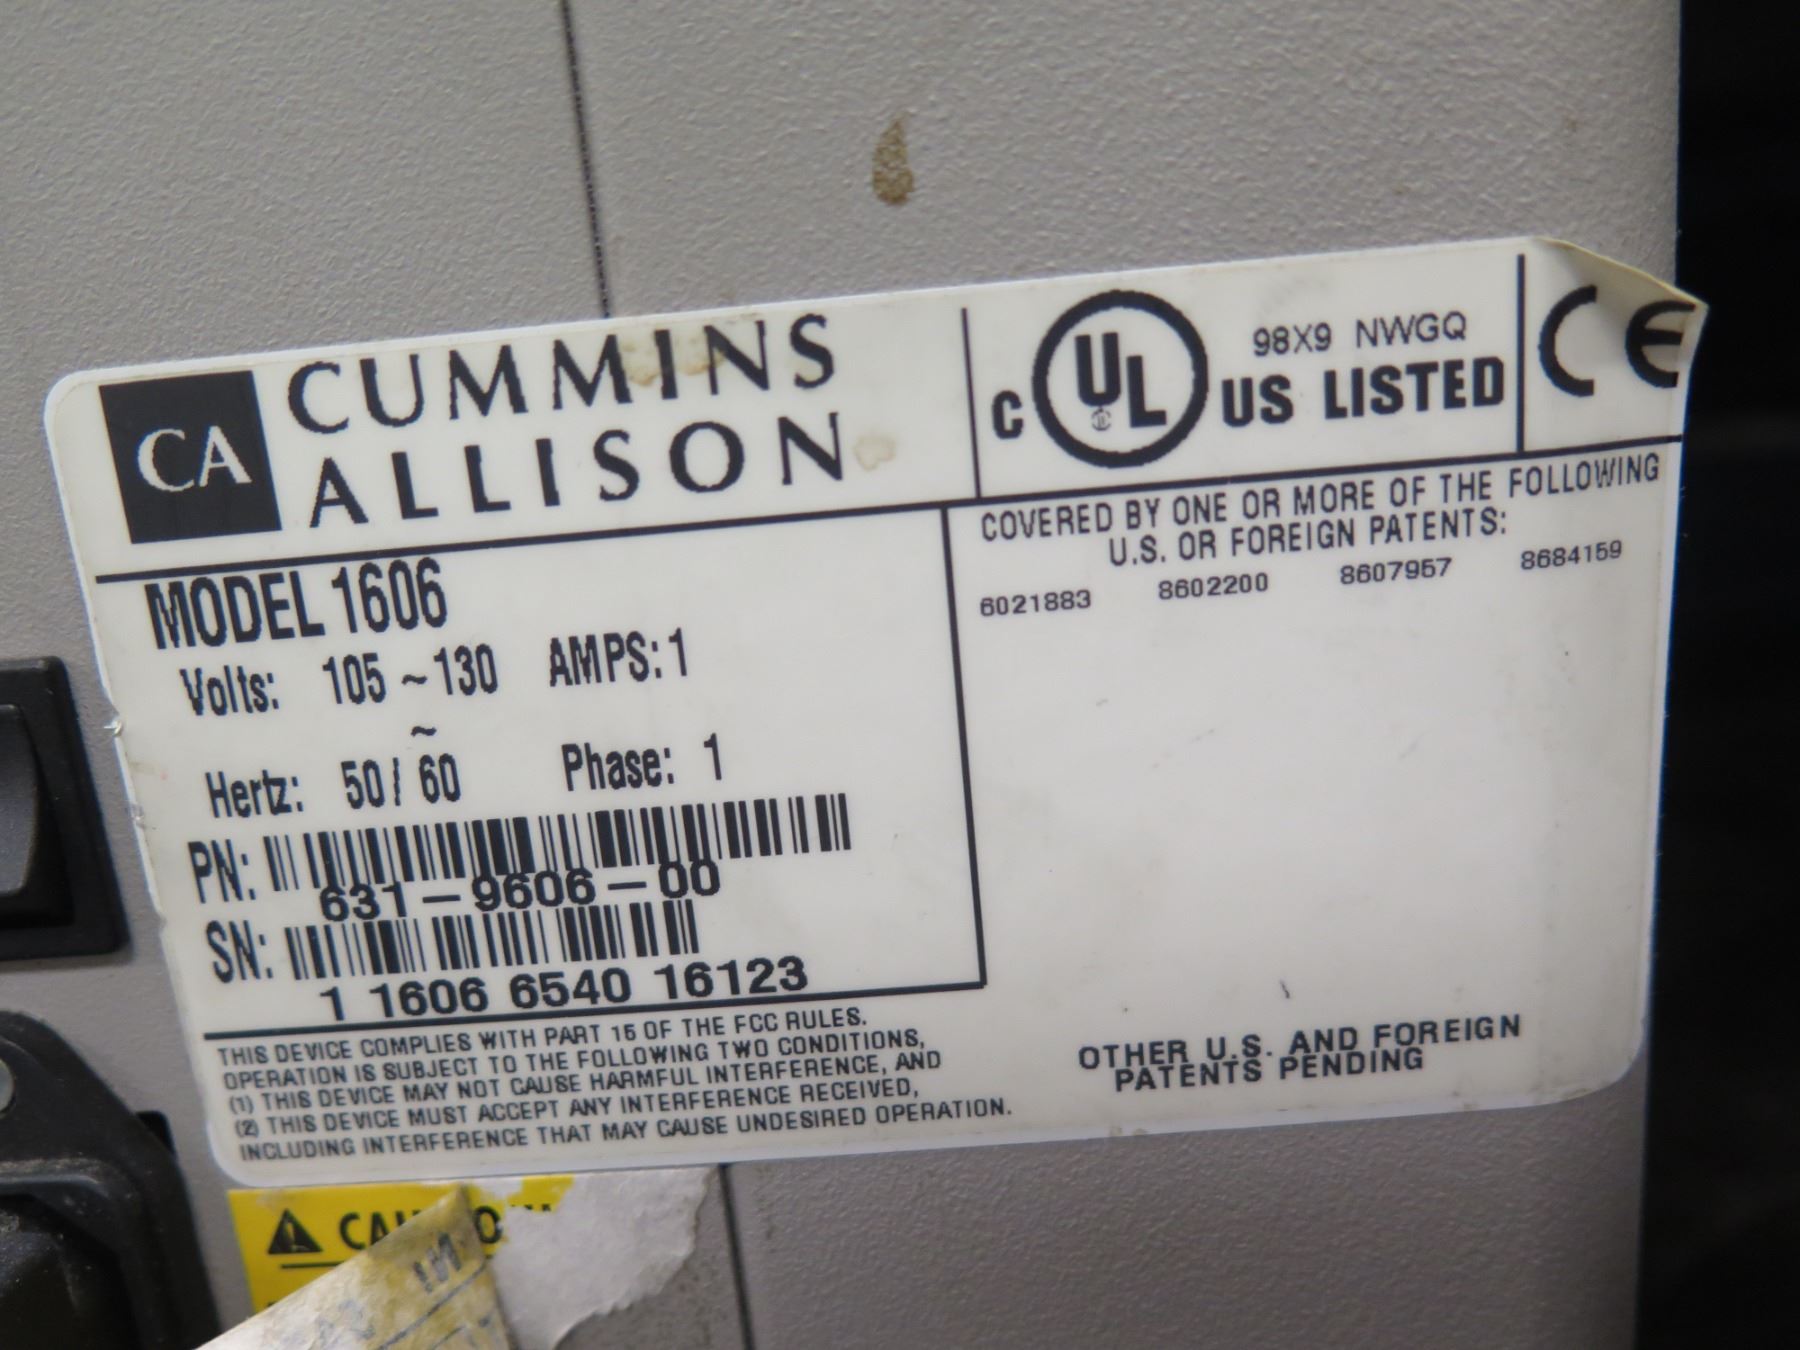 CA
CUMMINS
ALLISON
C UL US LISTED
98X9 NWGQ
CE
MODEL 1606
Volts: 105 ~ 130 AMPS: 1
~
Hertz: 50 / 60 Phase: 1
PN:
631-9606-00
SN:
1 1606 6540 16123
COVERED BY ONE OR MORE OF THE FOLLOWING
U.S. OR FOREIGN PATENTS:
6021883 8602200 8607957 8684159
OTHER U.S. AND FOREIGN
PATENTS PENDING
THIS DEVICE COMPLIES WITH PART 15 OF THE FCC RULES.
OPERATION IS SUBJECT TO THE FOLLOWING TWO CONDITIONS,
(1) THIS DEVICE MAY NOT CAUSE HARMFUL INTERFERENCE, AND
(2) THIS DEVICE MUST ACCEPT ANY INTERFERENCE RECEIVED,
INCLUDING INTERFERENCE THAT MAY CAUSE UNDESIRED OPERATION.